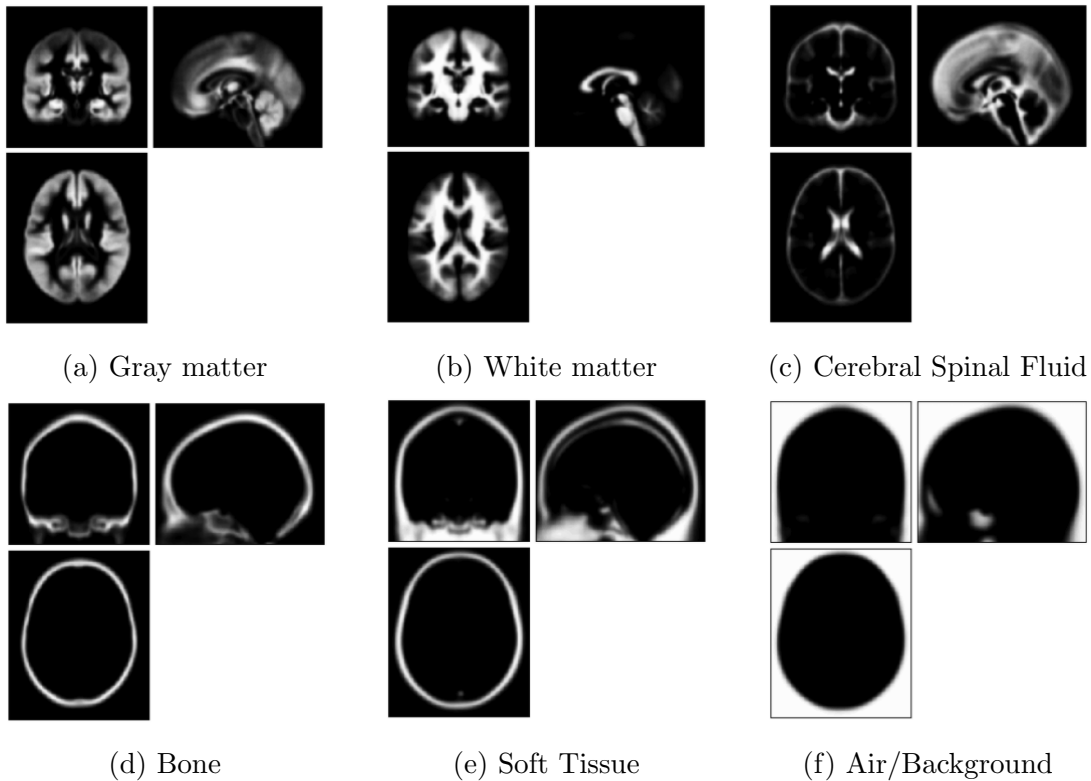 (a) Gray matter
(b) White matter
(c) Cerebral Spinal Fluid
(d) Bone
(e) Soft Tissue
(f) Air/Background